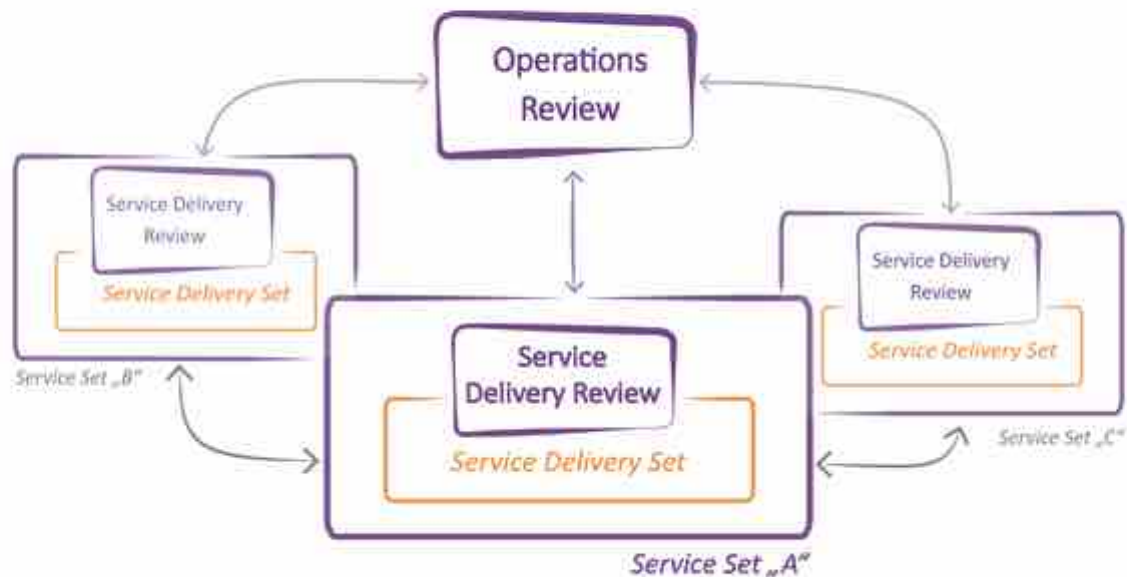 Operations
Review
Service Delivery
Review
Service Delivery Set
Service Set „B“
Service Delivery
Review
Service Delivery Set
Service Set „C“
Service
Delivery Review
Service Delivery Set
Service Set „A“